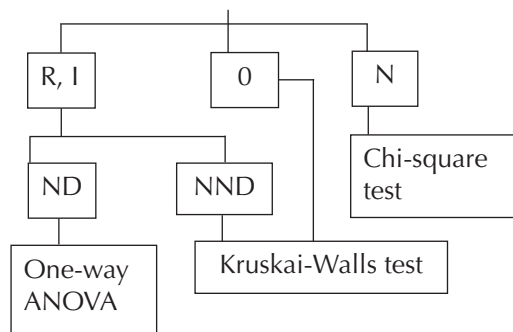 R, I
0
N
ND
NND
Chi-square
test
One-way
ANOVA
Kruskai-Walls test